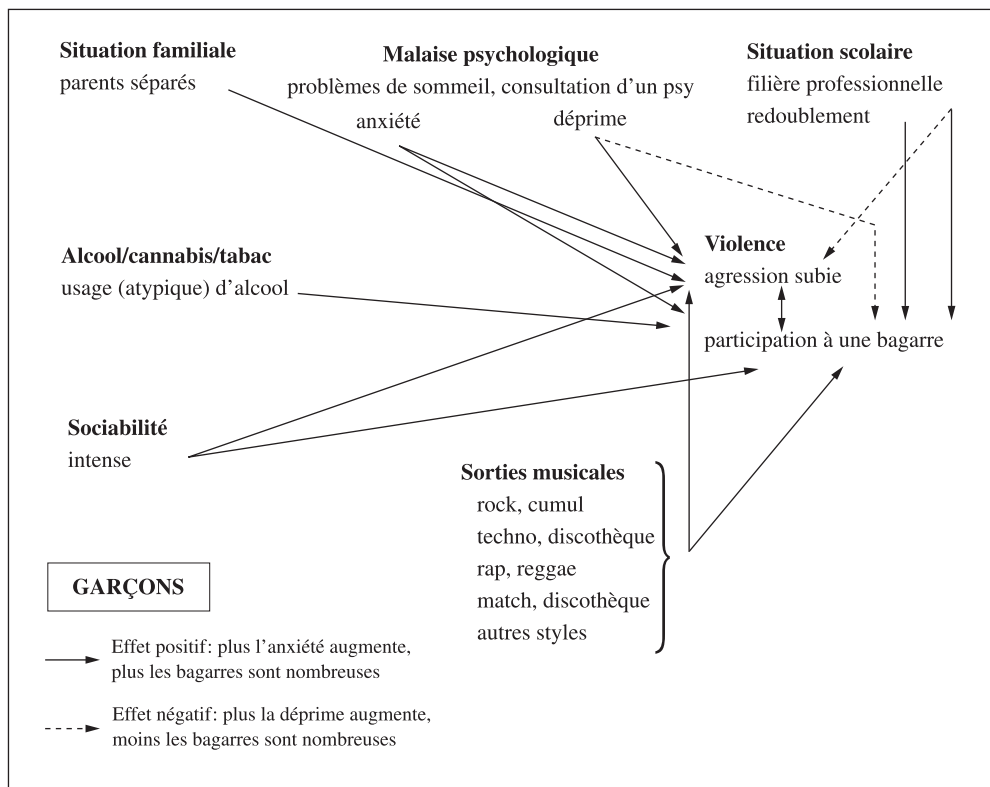 Situation familiale
parents séparés
Malaise psychologique
problèmes de sommeil, consultation d'un psy
anxiété
déprime
Situation scolaire
filière professionnelle
redoublement
Alcool/cannabis/tabac
usage (atypique) d'alcool
Violence
agression subie
participation à une bagarre
Sociabilité
intense
Sorties musicales
rock, cumul
techno, discothèque
rap, reggae
match, discothèque
autres styles
GARÇONS
Effet positif: plus l'anxiété augmente,
plus les bagarres sont nombreuses
Effet négatif: plus la déprime augmente,
moins les bagarres sont nombreuses